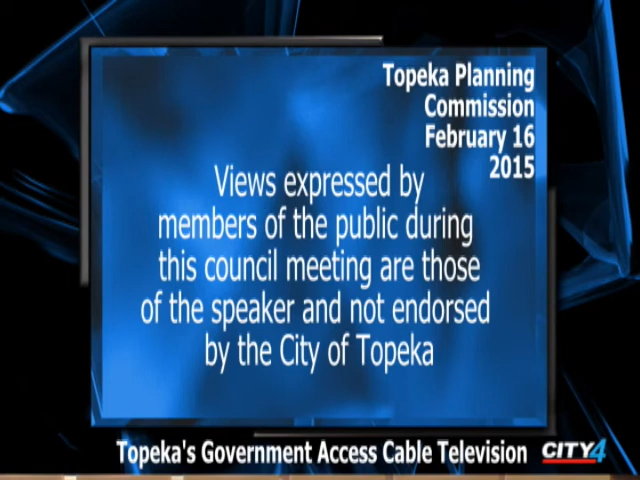 Topeka Planning
Commission
February 16
2015
Views expressed by
members of the public during
this council meeting are those
of the speaker and not endorsed
by the City of Topeka
Topeka's Government Access Cable Television CITY4